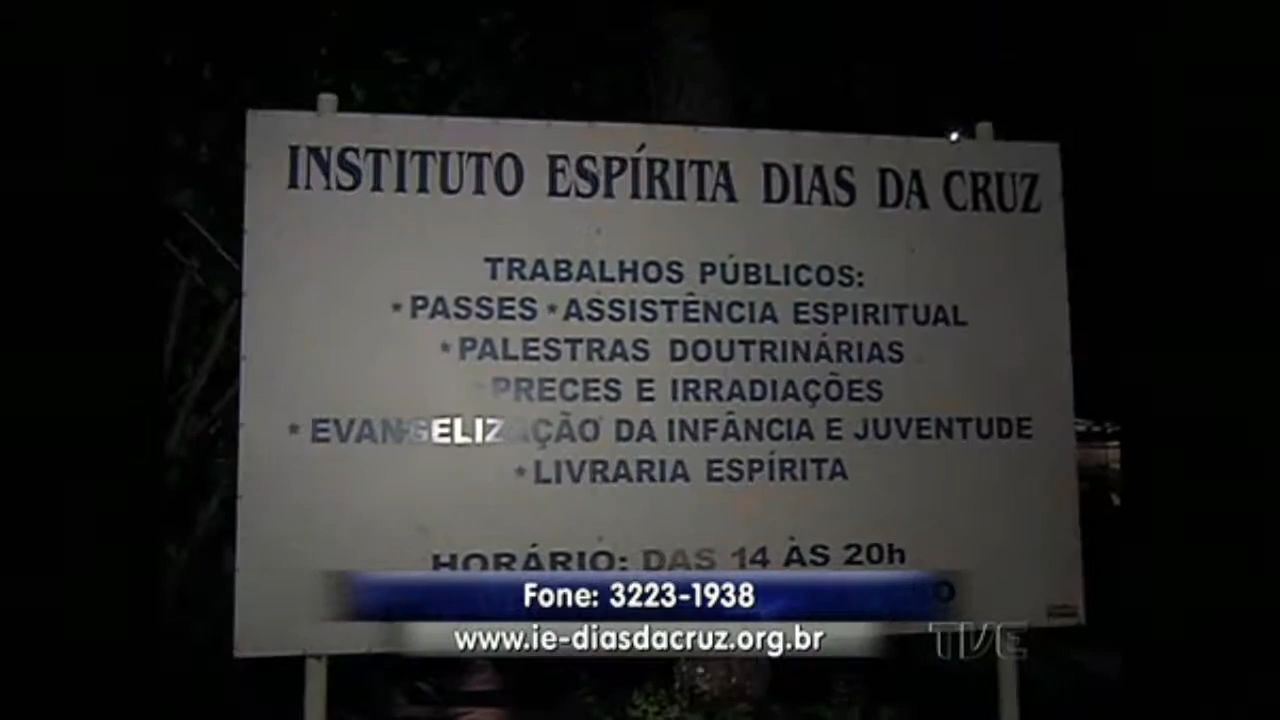 INSTITUTO ESPÍRITA DIAS DA CRUZ
TRABALHOS PÚBLICOS:
*PASSES *ASSISTÊNCIA ESPIRITUAL
*PALESTRAS DOUTRINÁRIAS
*PRECES E IRRADIAÇÕES
*EVANGELIZAÇÃO DA INFÂNCIA E JUVENTUDE
*LIVRARIA ESPÍRITA
HORÁRIO: DAS 14 ÀS 20h
Fone: 3223-1938
www.ie-diasdacruz.org.br
TVE